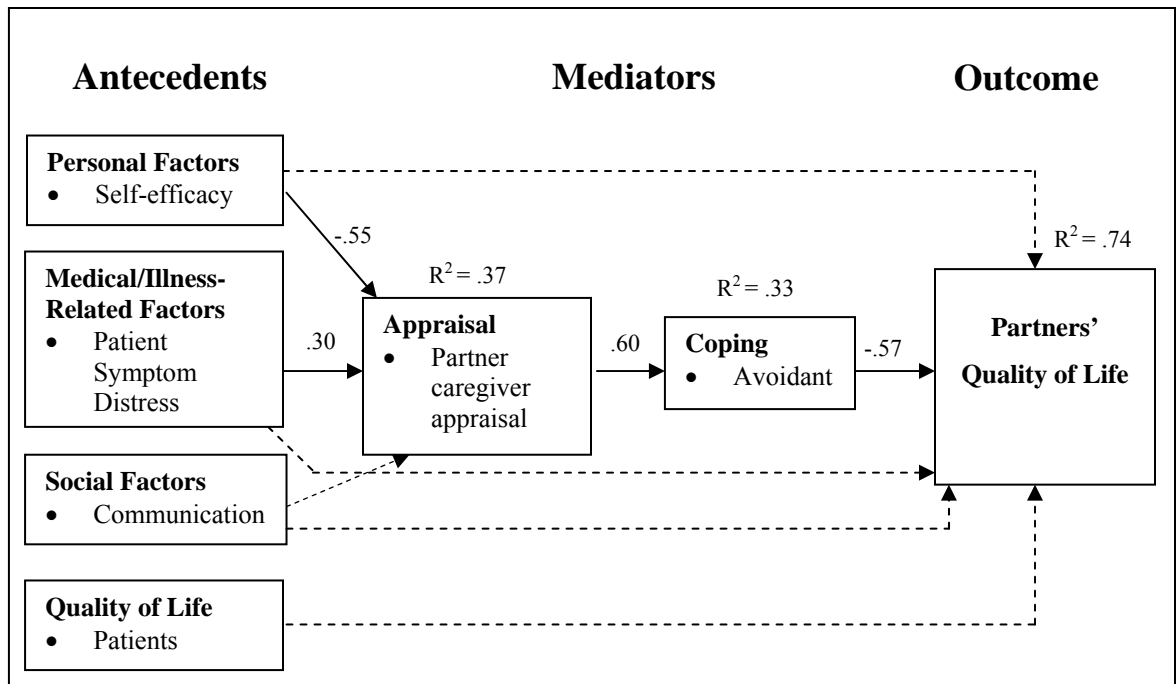 Antecedents
Mediators
Outcome
Personal Factors
• Self-efficacy
-.55
R² = .74
Medical/Illness-
Related Factors
• Patient
Symptom
Distress
.30
R² = .37
Appraisal
• Partner
caregiver
appraisal
.60
R² = .33
Coping
• Avoidant
-.57
Partners’
Quality of Life
Social Factors
• Communication
Quality of Life
• Patients